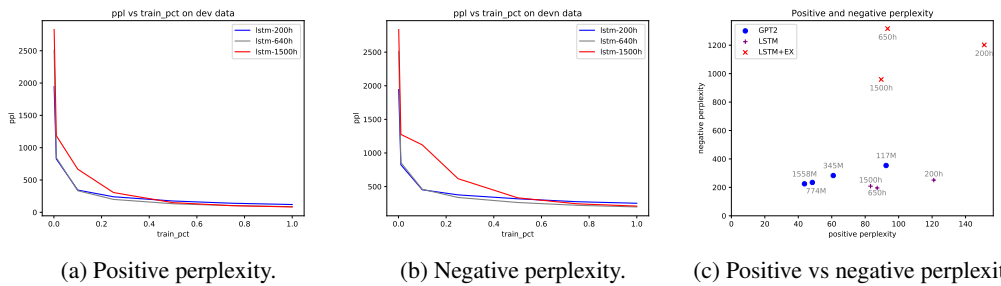 ppl vs train_pct on dev data
lstm-200h
lstm-640h
lstm-1500h
2500
2000
1500
1000
500
0
ppl
0.0 0.2 0.4 0.6 0.8 1.0
train_pct
(a) Positive perplexity.
ppl vs train_pct on devn data
lstm-200h
lstm-640h
lstm-1500h
2500
2000
1500
1000
500
ppl
0.0 0.2 0.4 0.6 0.8 1.0
train_pct
(b) Negative perplexity.
Positive and negative perplexity
GPT2
LSTM
LSTM+EX
650h
200h
1500h
117M
345M
1558M
774M
1500h
650h
200h
1200
1000
800
600
400
200
0
negative perplexity
0 20 40 60 80 100 120 140
positive perplexity
(c) Positive vs negative perplexit